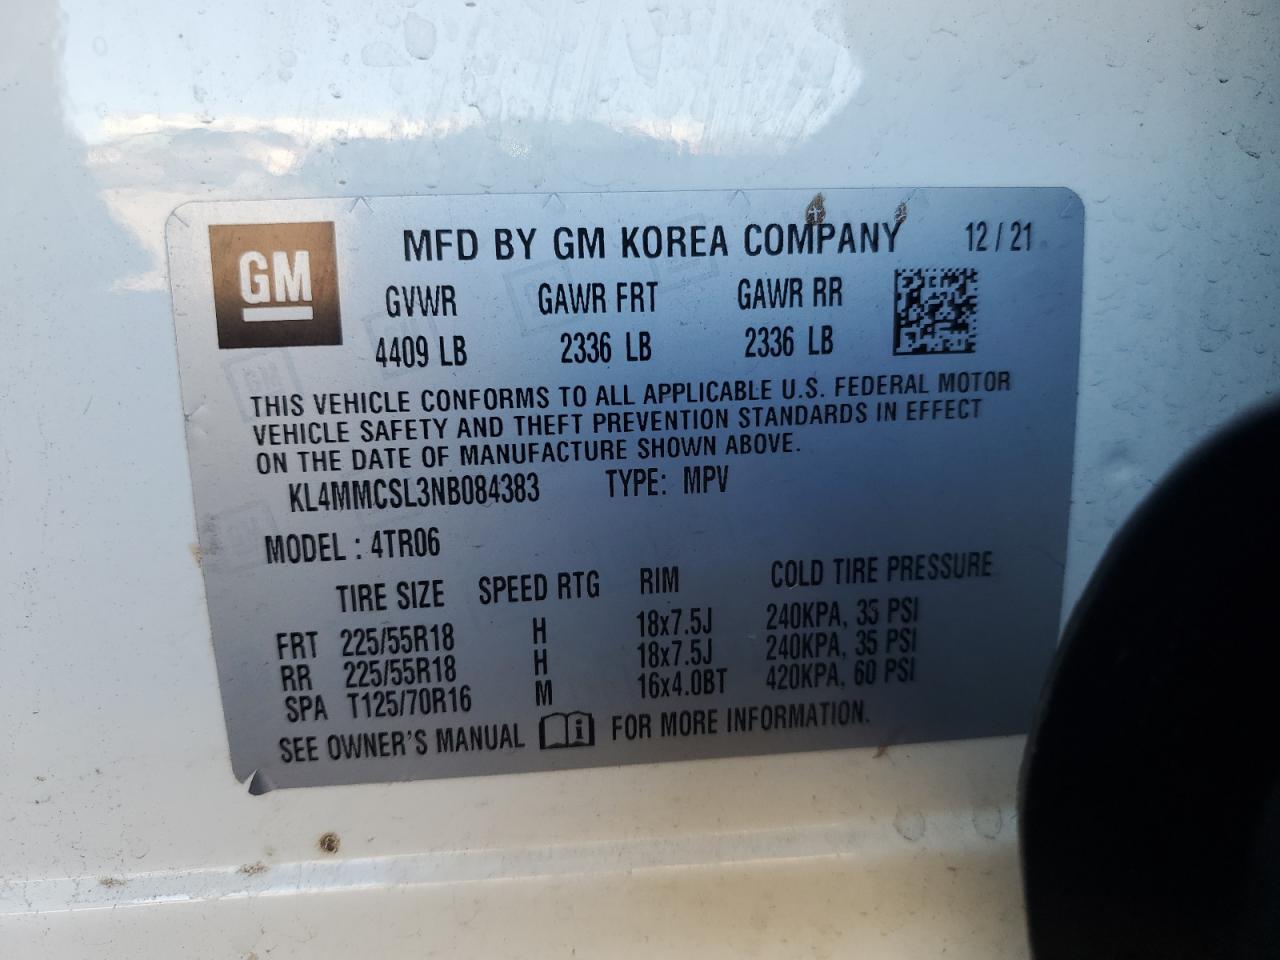 GM MFD BY GM KOREA COMPANY 12/21
GVWR GAWR FRT GAWR RR
4409 LB 2336 LB 2336 LB
THIS VEHICLE CONFORMS TO ALL APPLICABLE U.S. FEDERAL MOTOR
VEHICLE SAFETY AND THEFT PREVENTION STANDARDS IN EFFECT
ON THE DATE OF MANUFACTURE SHOWN ABOVE.
KL4MMCSL3NB084383 TYPE: MPV
MODEL : 4TR06
TIRE SIZE SPEED RTG RIM COLD TIRE PRESSURE
FRT 225/55R18 H 18x7.5J 240KPA, 35 PSI
RR 225/55R18 H 18x7.5J 240KPA, 35 PSI
SPA T125/70R16 M 16x4.0BT 420KPA, 60 PSI
SEE OWNER'S MANUAL i FOR MORE INFORMATION.